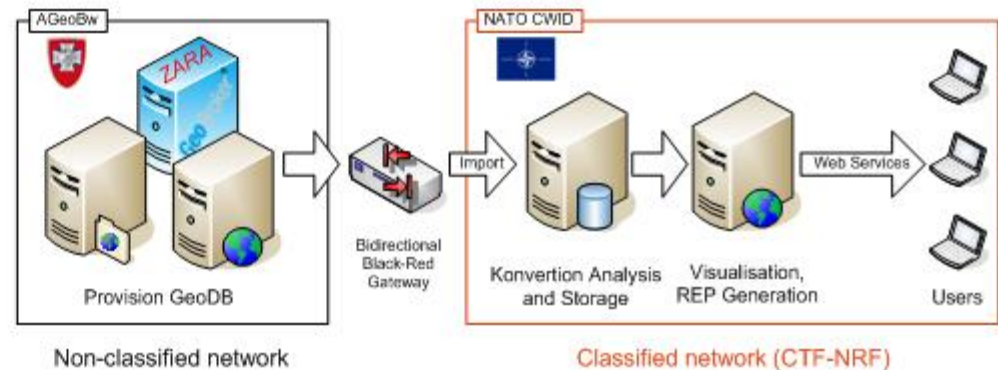 AGeoBw
NATO CWID
ZARA
Import
Web Services
Bidirectional
Black-Red
Gateway
Provision GeoDB
Konvertion Analysis
and Storage
Visualisation,
REP Generation
Users
Non-classified network
Classified network (CTF-NRF)